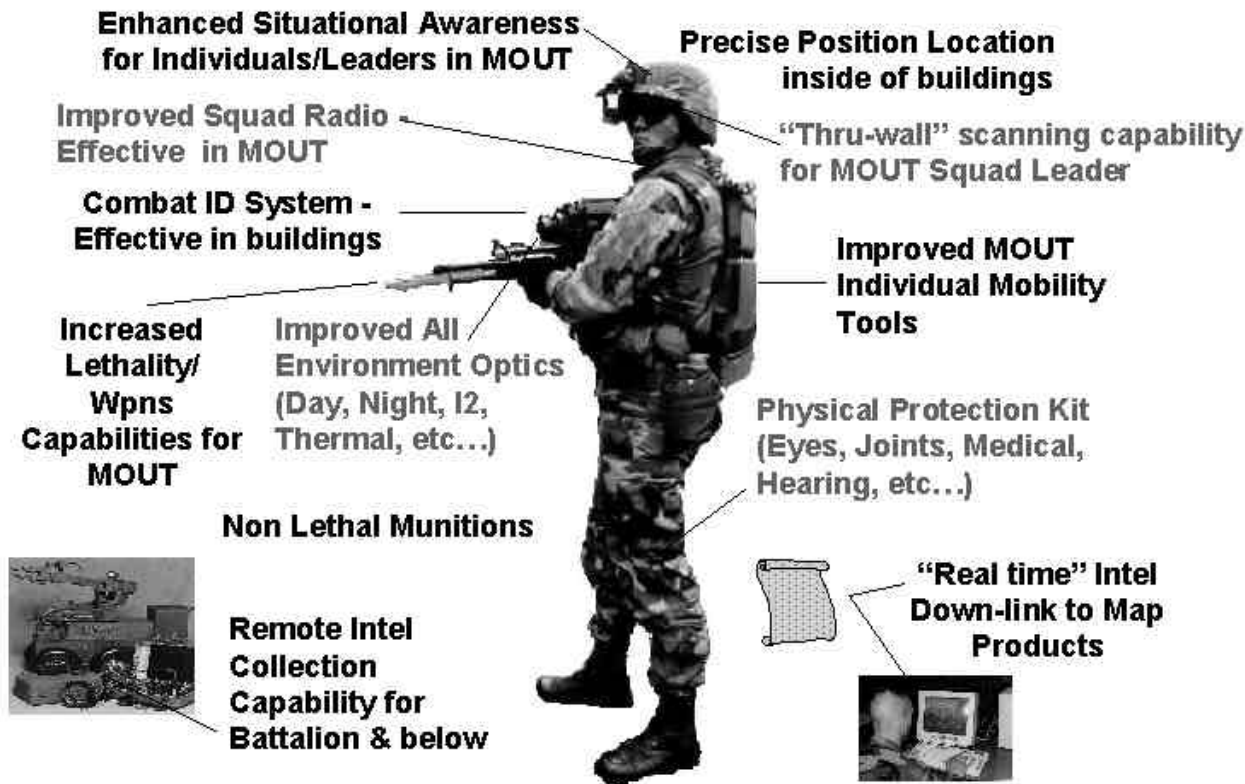 Enhanced Situational Awareness
for Individuals/Leaders in MOUT
Precise Position Location
inside of buildings
Improved Squad Radio -
Effective in MOUT
“Thru-wall” scanning capability
for MOUT Squad Leader
Combat ID System -
Effective in buildings
Improved MOUT
Individual Mobility
Tools
Increased
Lethality/
Wpns
Capabilities for
MOUT
Improved All
Environment Optics
(Day, Night, I2,
Thermal, etc…)
Physical Protection Kit
(Eyes, Joints, Medical,
Hearing, etc…)
Non Lethal Munitions
“Real time” Intel
Down-link to Map
Products
Remote Intel
Collection
Capability for
Battalion & below